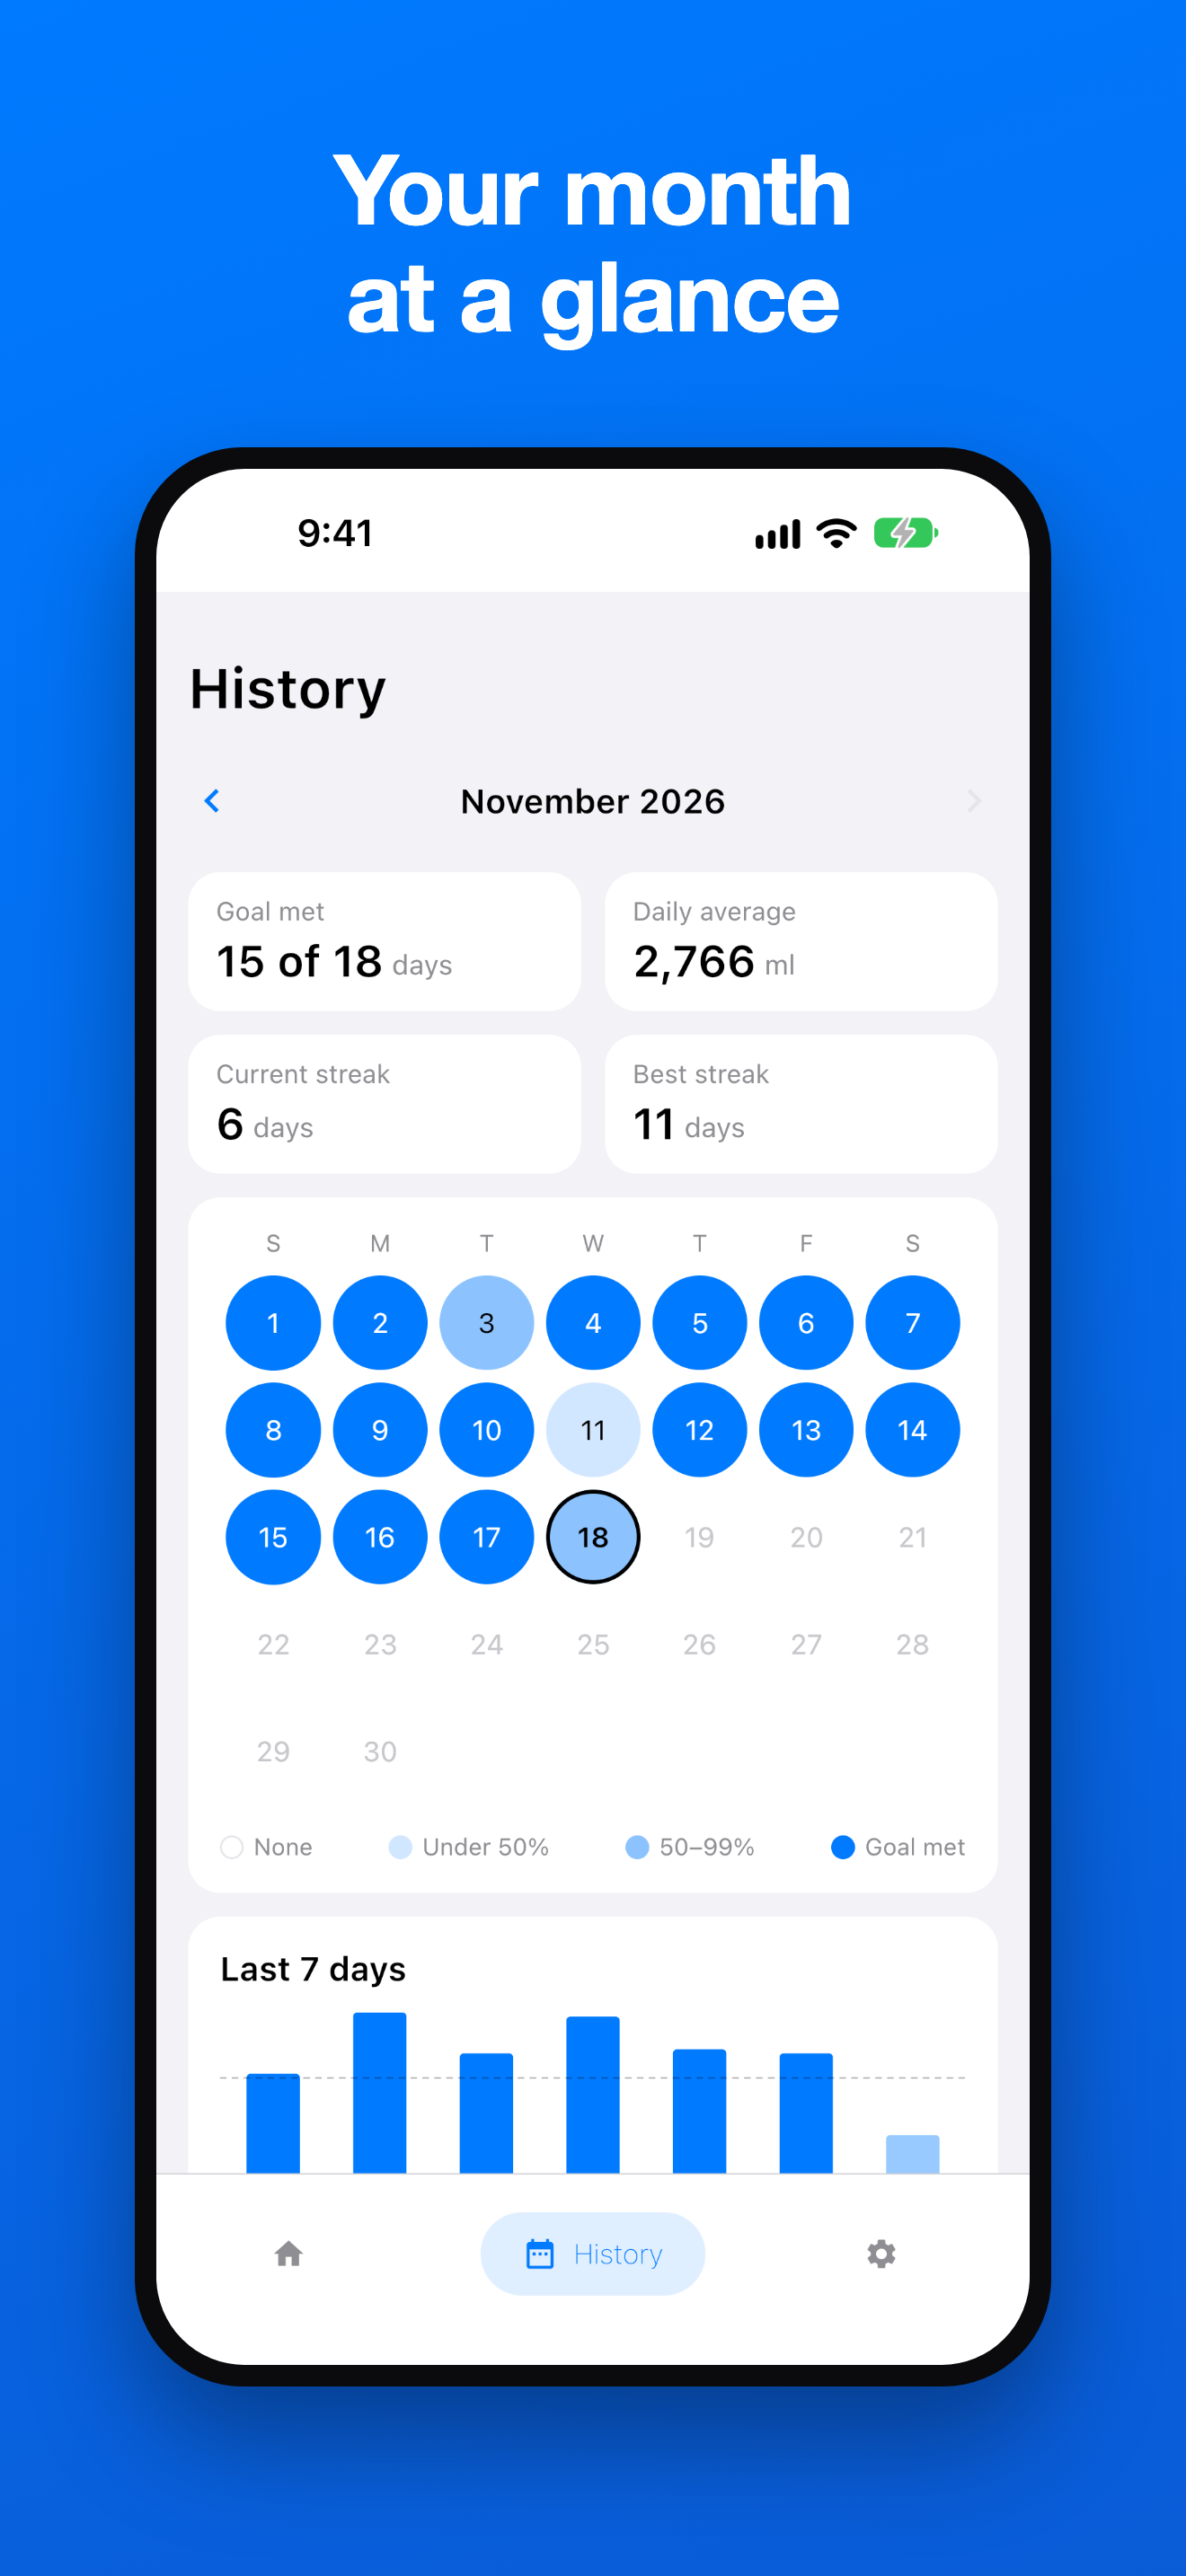 Your month
at a glance
9:41
History
November 2026
Goal met
15 of 18 days
Daily average
2,766 ml
Current streak
6 days
Best streak
11 days
S M T W T F S
1 2 3 4 5 6 7
8 9 10 11 12 13 14
15 16 17 18 19 20 21
22 23 24 25 26 27 28
29 30
None Under 50% 50–99% Goal met
Last 7 days
History